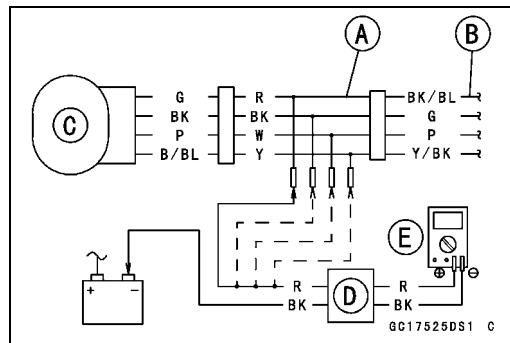 A B
G R BK/BL
BK BK G
C
P W P
B/BL Y Y/BK
E
+ −
R D R
BK BK
+ −
GC17525DS1 C